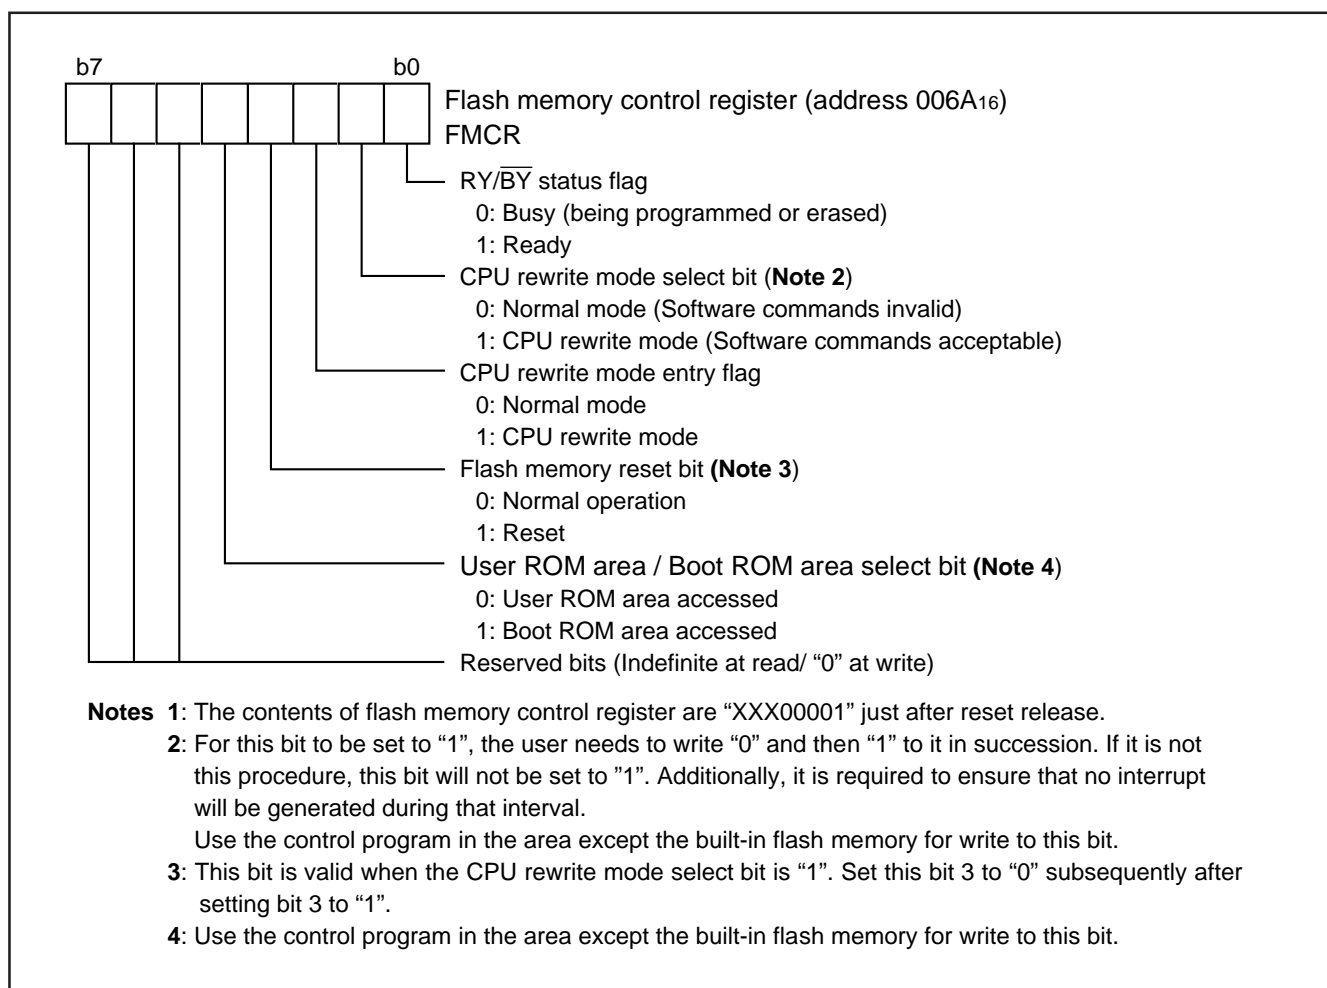 b7 b0
Flash memory control register (address 006A16)
FMCR
RY/BY status flag
0: Busy (being programmed or erased)
1: Ready
CPU rewrite mode select bit (Note 2)
0: Normal mode (Software commands invalid)
1: CPU rewrite mode (Software commands acceptable)
CPU rewrite mode entry flag
0: Normal mode
1: CPU rewrite mode
Flash memory reset bit (Note 3)
0: Normal operation
1: Reset
User ROM area / Boot ROM area select bit (Note 4)
0: User ROM area accessed
1: Boot ROM area accessed
Reserved bits (Indefinite at read/ “0” at write)
Notes 1: The contents of flash memory control register are “XXX00001” just after reset release.
2: For this bit to be set to “1”, the user needs to write “0” and then “1” to it in succession. If it is not
this procedure, this bit will not be set to ”1”. Additionally, it is required to ensure that no interrupt
will be generated during that interval.
Use the control program in the area except the built-in flash memory for write to this bit.
3: This bit is valid when the CPU rewrite mode select bit is “1”. Set this bit 3 to “0” subsequently after
setting bit 3 to “1”.
4: Use the control program in the area except the built-in flash memory for write to this bit.